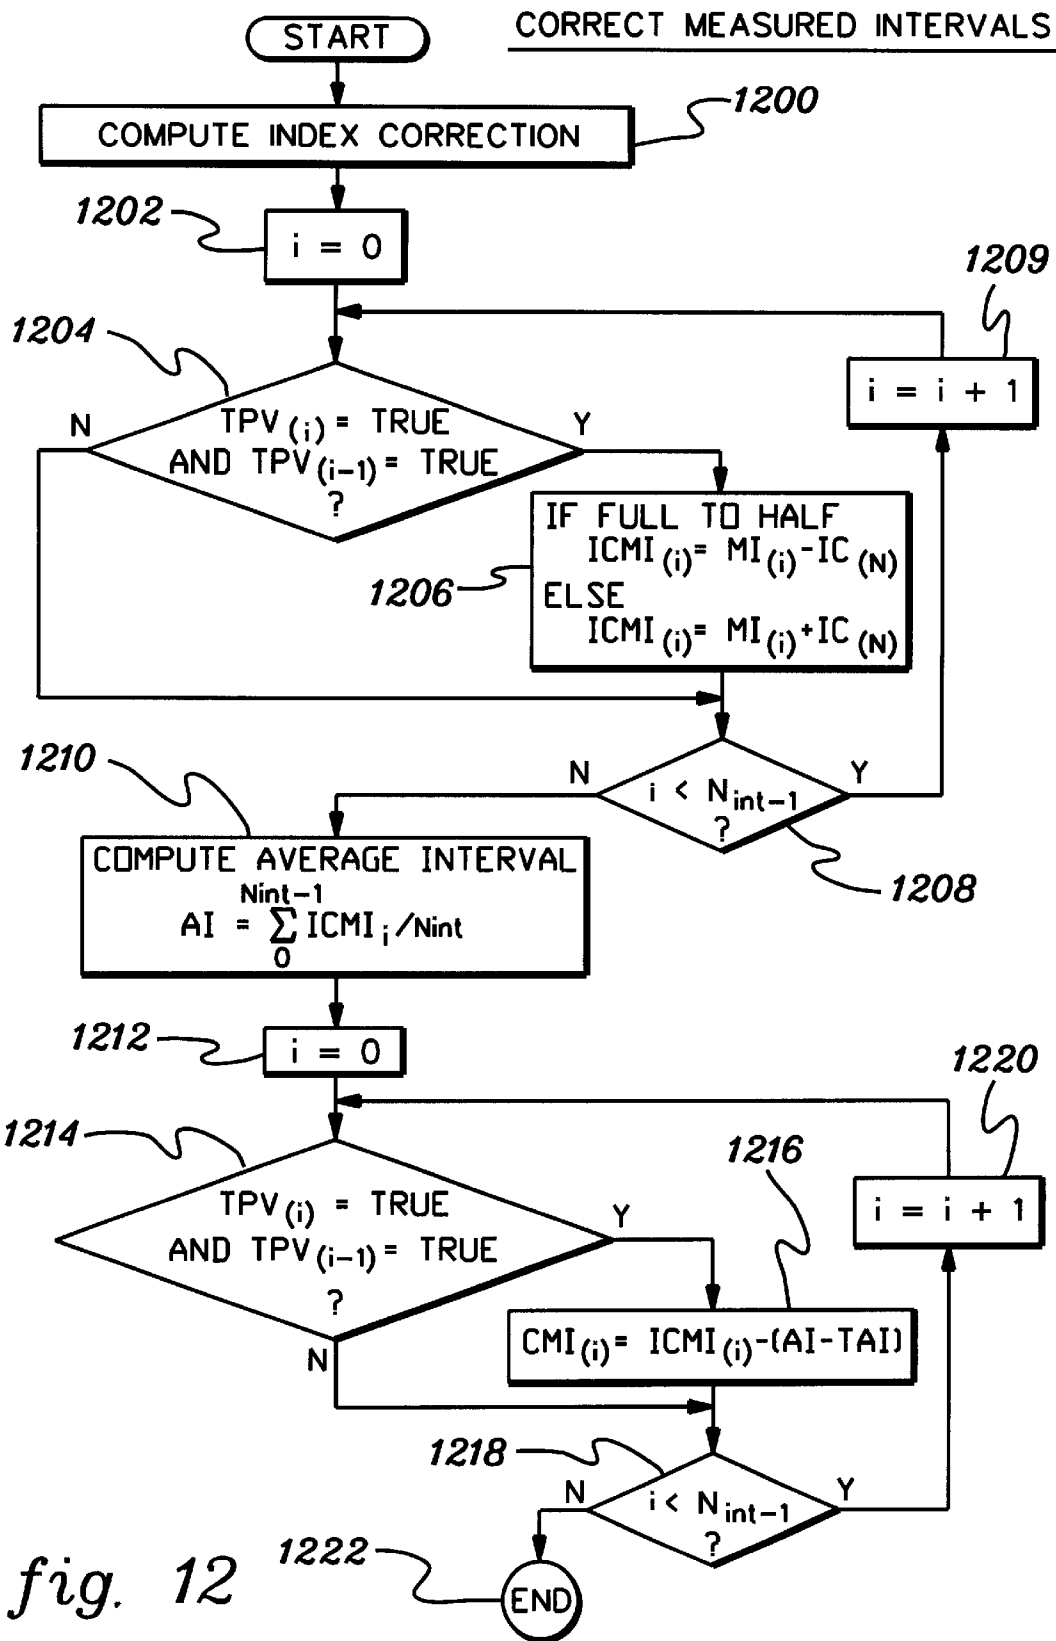 CORRECT MEASURED INTERVALS
START
1200
COMPUTE INDEX CORRECTION
1202
i = 0
1209
i = i + 1
1204
TPV(i) = TRUE
AND TPV(i-1) = TRUE
?
N
Y
IF FULL TO HALF
ICMI(i) = MI(i) - IC(N)
ELSE
ICMI(i) = MI(i) + IC(N)
1206
1210
N
i < Nint-1
?
Y
1208
COMPUTE AVERAGE INTERVAL
Nint-1
AI = Σ ICMIi /Nint
0
1212
i = 0
1220
i = i + 1
1214
TPV(i) = TRUE
AND TPV(i-1) = TRUE
?
Y
N
1216
CMI(i) = ICMI(i) - (AI-TAI)
1218
N
i < Nint-1
?
Y
1222
END
fig. 12